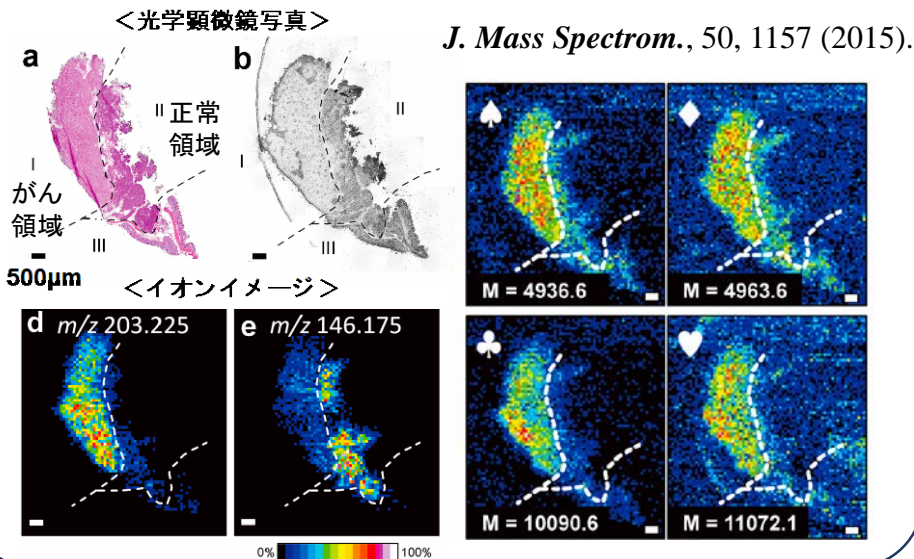 ＜光学顕微鏡写真＞
J. Mass Spectrom., 50, 1157 (2015).
a
b
I
がん
領域
II 正常
領域
III
500μm
I
II
III
＜イオンイメージ＞
d m/z 203.225
e m/z 146.175
0% 100%
♠
M = 4936.6
♦
M = 4963.6
♣
M = 10090.6
♥
M = 11072.1